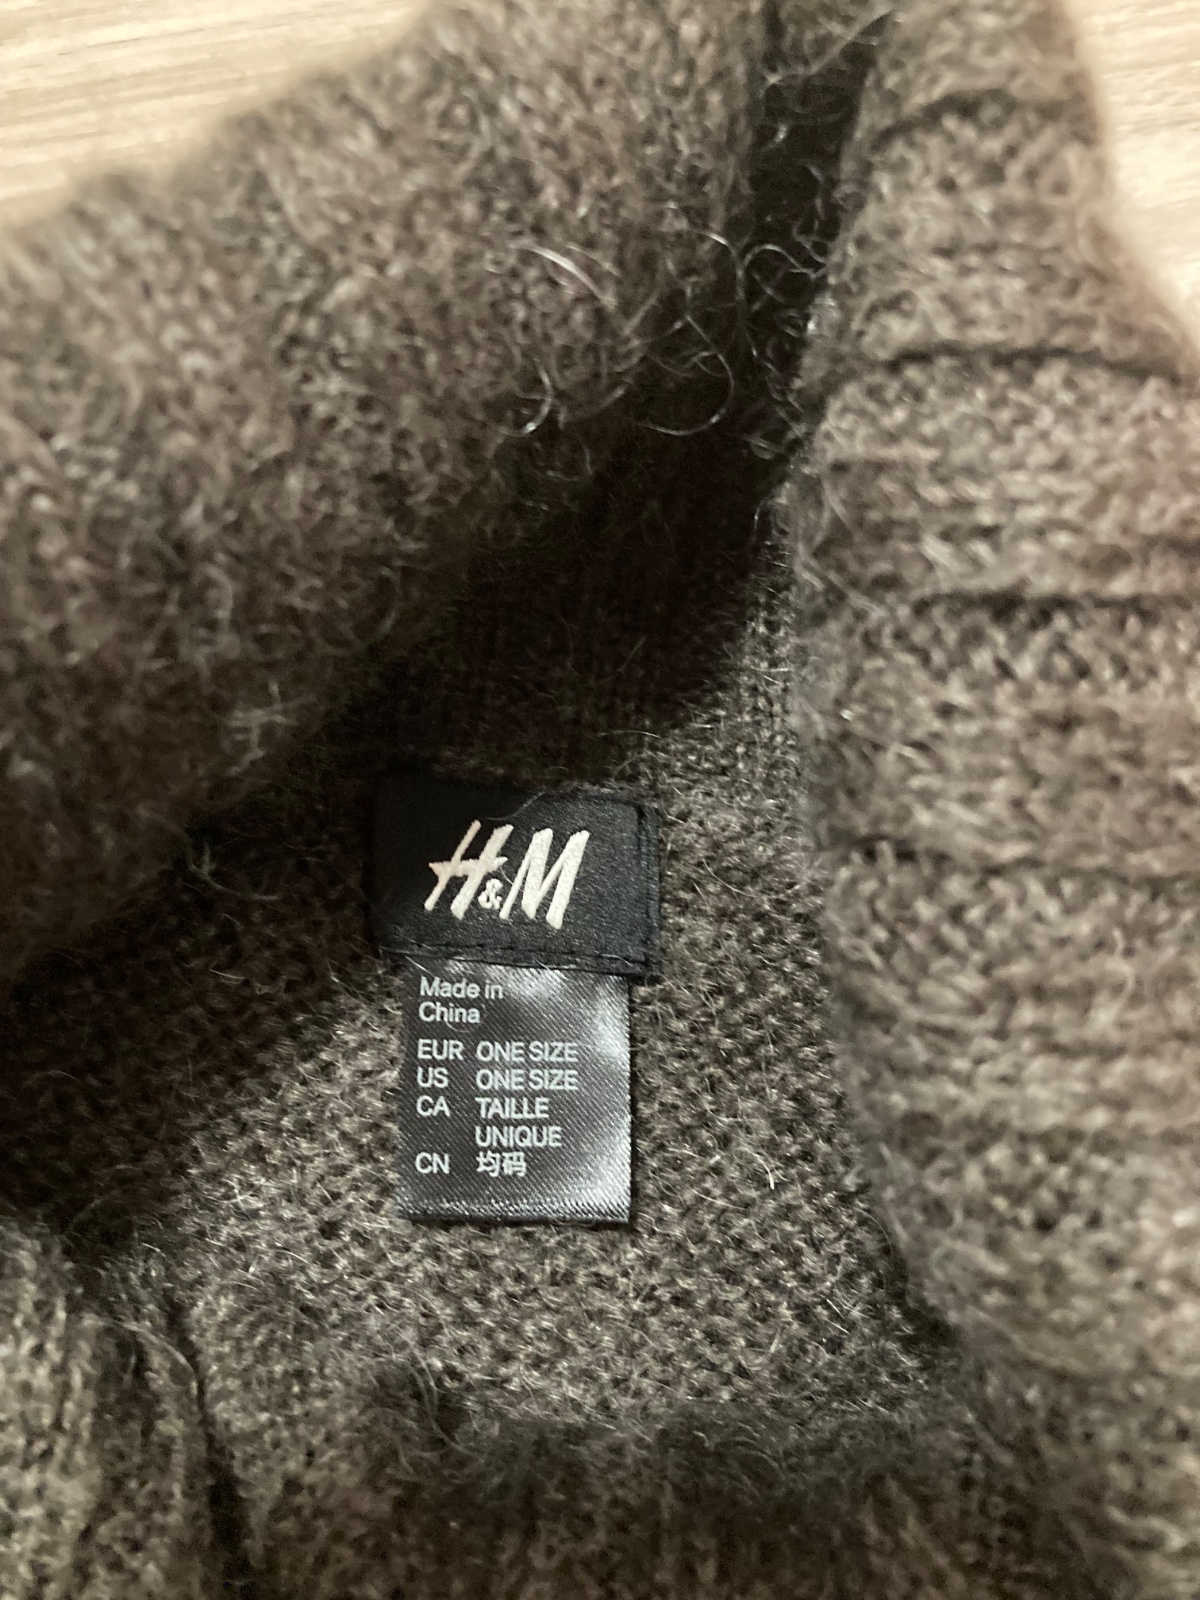 H&M
Made in
China
EUR ONE SIZE
US ONE SIZE
CA TAILLE
UNIQUE
CN 均码